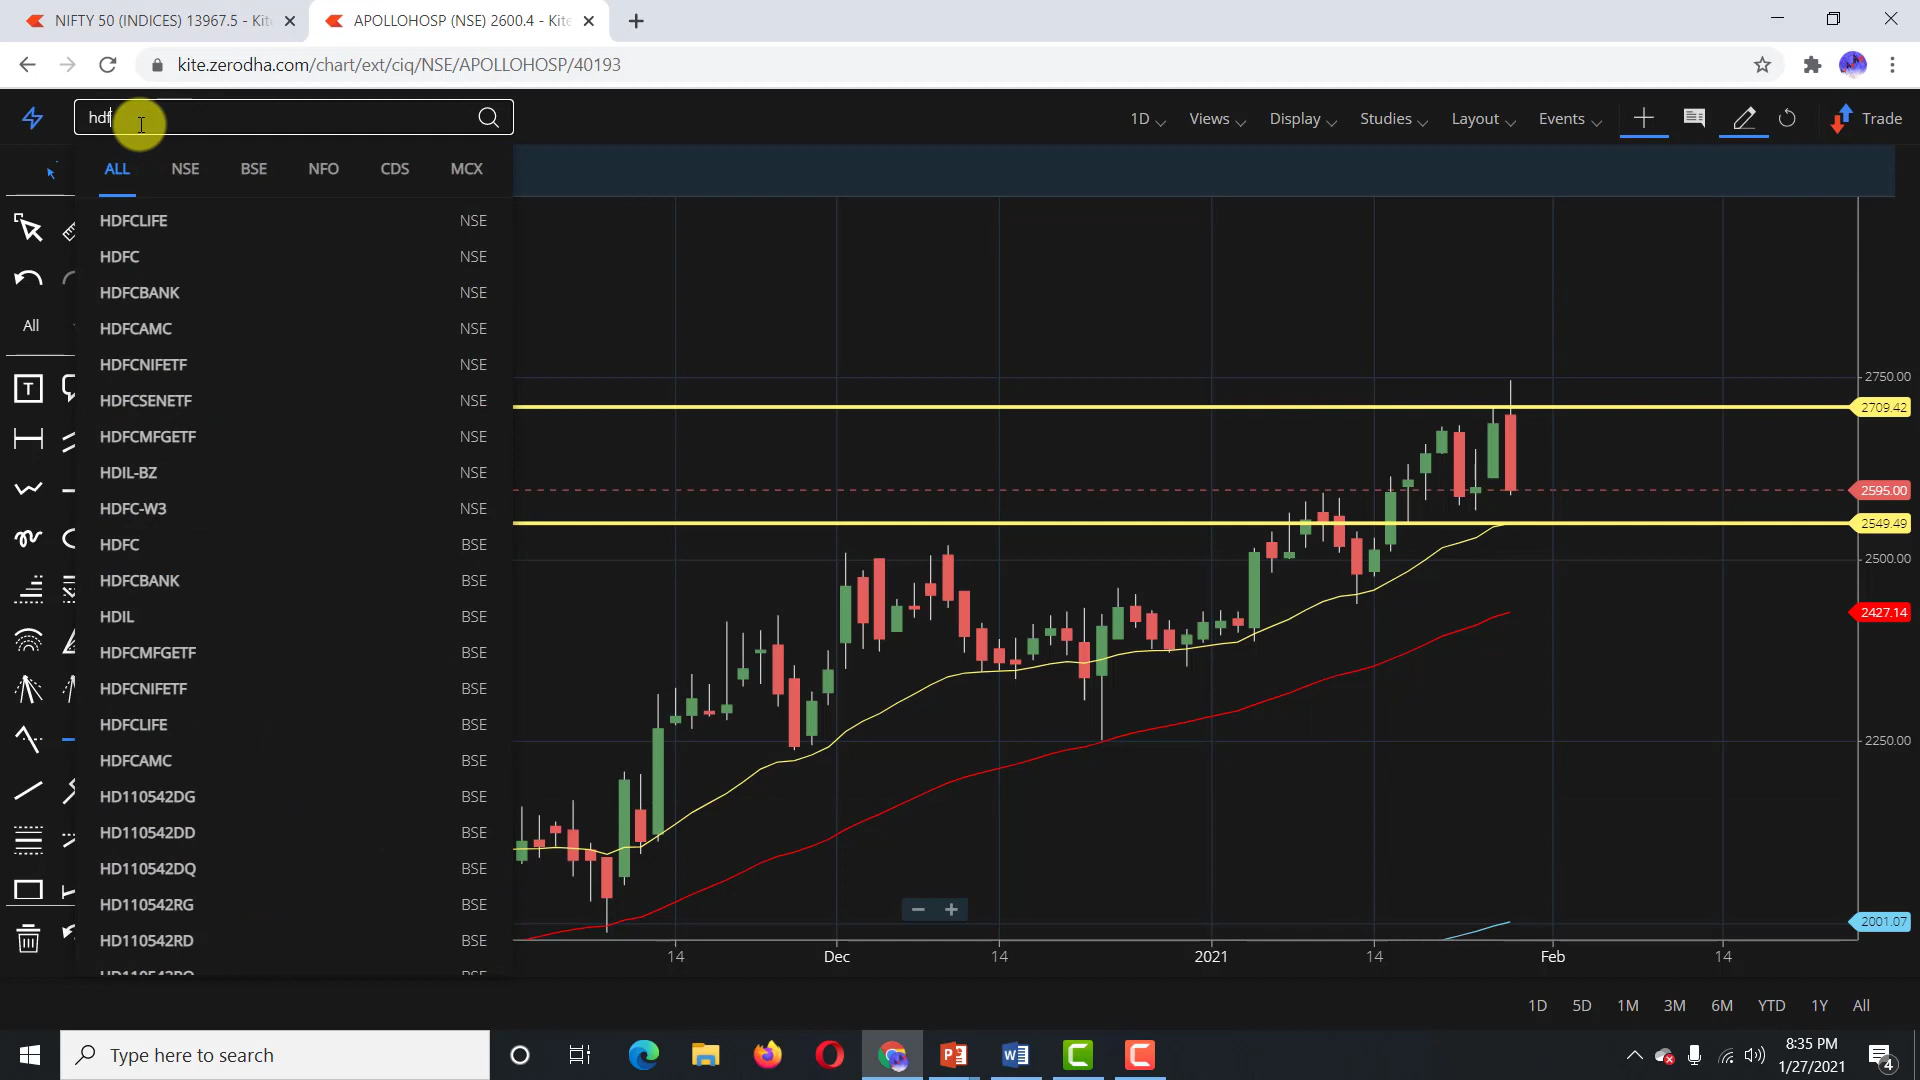 NIFTY 50 (INDICES) 13967.5 - Kit
APOLLOHOSP (NSE) 2600.4 - Kite
kite.zerodha.com/chart/ext/ciq/NSE/APOLLOHOSP/40193
hdf
1D Views Display Studies Layout Events Trade
ALL NSE BSE NFO CDS MCX
HDFCLIFE NSE
HDFC NSE
HDFCBANK NSE
HDFCAMC NSE
HDFCNIFETF NSE
HDFCSENETF NSE
HDFCMFGETF NSE
HDIL-BZ NSE
HDFC-W3 NSE
HDFC BSE
HDFCBANK BSE
HDIL BSE
HDFCMFGETF BSE
HDFCNIFETF BSE
HDFCLIFE BSE
HDFCAMC BSE
HD110542DG BSE
HD110542DD BSE
HD110542DQ BSE
HD110542RG BSE
HD110542RD BSE
All
T
2750.00
2709.42
2595.00
2549.49
2500.00
2427.14
2250.00
2001.07
14 Dec 14 2021 14 Feb 14
1D 5D 1M 3M 6M YTD 1Y All
Type here to search
8:35 PM
1/27/2021
4